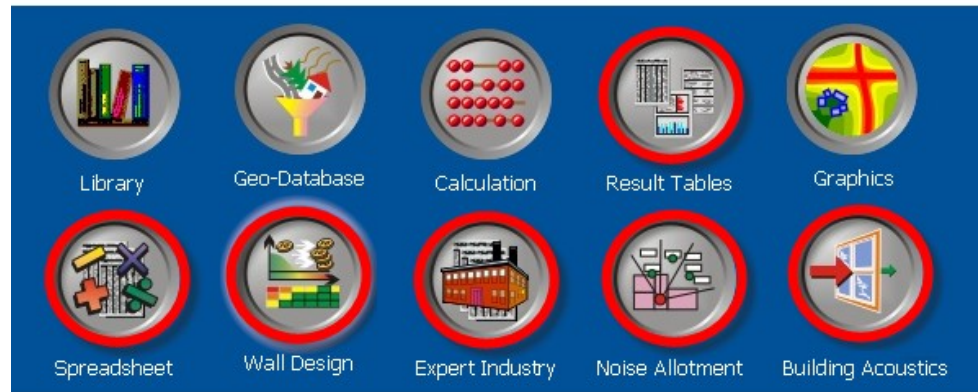 Library
Geo-Database
Calculation
Result Tables
Graphics
Spreadsheet
Wall Design
Expert Industry
Noise Allotment
Building Acoustics